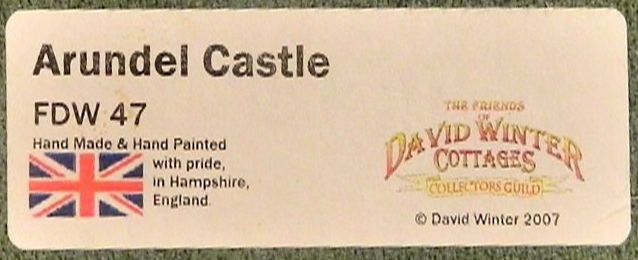 Arundel Castle
FDW 47
Hand Made & Hand Painted
with pride,
in Hampshire,
England.
THE FRIENDS
OF
DAVID WINTER
COTTAGES
COLLECTORS GUILD
© David Winter 2007